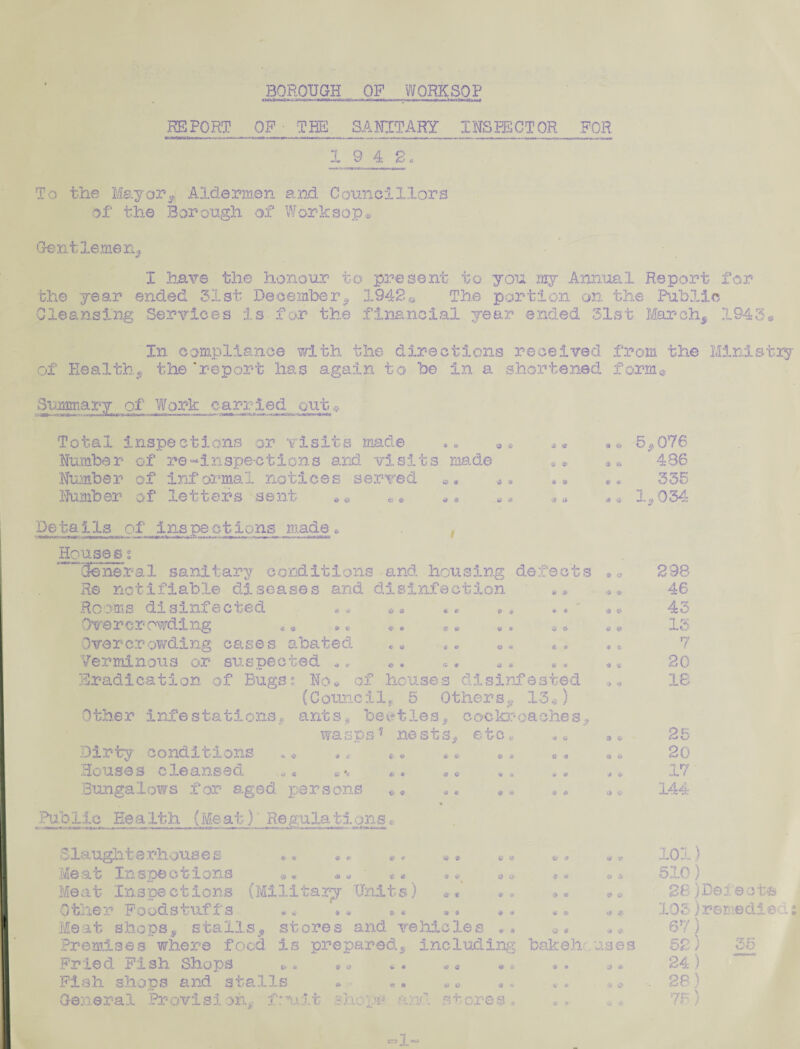 BOROUGH OF WORKSOP
REPORT OF THE SANITARY INSPECTOR FOR
1 9 4 2.
To the Mayor, Aldermen and Councillors
of the Borough of Worksop.
Gentlemen,
I have the honour to present to you my Annual Report for
the year ended 31st December, 1942. The portion on the Public
Cleansing Services is for the financial year ended 31st March, 1943.
In compliance with the directions received from the Ministry
of Health, the report has again to be in a shortened form.
Summary of Work carried out.
Total inspections or visits made .. .. .. .. 5,076
Number of re-inspections and visits made .. .. 486
Number of informal notices served .. .. .. .. 335
Number of letters sent .. .. .. .. .. .. 1,034
Details of inspections made.
Houses:
General sanitary conditions and housing defects .. 298
Re notifiable diseases and disinfection .. .. 46
Rooms disinfected .. .. .. .. .. .. 43
Overcrowding .. .. .. .. .. .. .. 13
Overcrowding cases abated .. .. .. .. .. 7
Verminous or suspected .. .. .. .. .. .. 20
Eradication of Bugs: No. of houses disinfested .. 18
(Council, 5 Others, 13.)
Other infestations, ants, beetles, cockroaches,
wasps' nests, etc. .. .. 25
Dirty conditions .. .. .. .. .. .. .. 20
Houses cleansed .. .. .. .. .. .. .. 17
Bungalows for aged persons .. .. .. .. .. 144
Public Health (Meat) Regulations.
Slaughterhouses .. .. .. .. .. .. .. 101)
Meat Inspections .. .. .. .. .. .. .. 510)
Meat Inspections (Military Units) .. .. .. .. 28)Defects
Other Foodstuffs .. .. .. .. .. .. .. 103)remedied:
Meat shops, stalls, stores and vehicles .. .. .. 67)
Premises where food is prepared, including bakehouses 52) 35
Fried Fish Shops .. .. .. .. .. .. .. 24)
Fish shops and stalls .. .. .. .. .. .. 28)
General Provision, fruit shops and stores. .. .. 75)
-1-